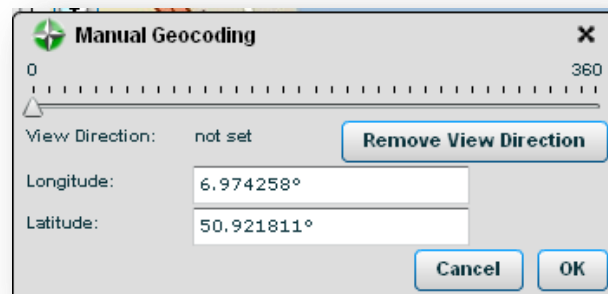 Manual Geocoding
0 360
View Direction: not set Remove View Direction
Longitude: 6.974258°
Latitude: 50.921811°
Cancel OK